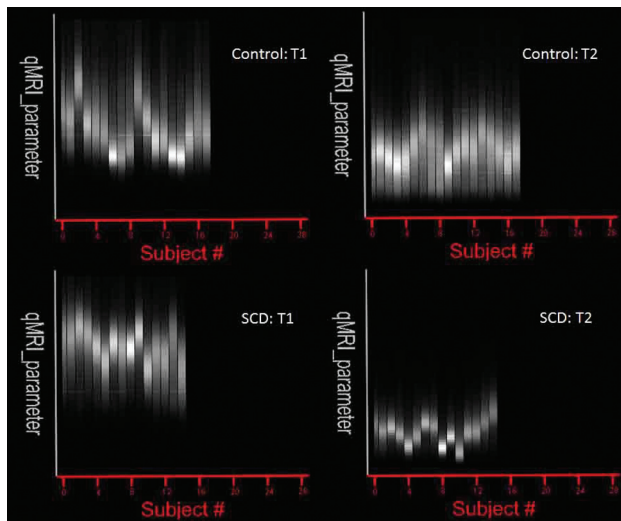 Control: T1
qMRI_parameter
0 4 8 12 16 20 24 28
Subject #
Control: T2
qMRI_parameter
0 4 8 12 16 20 24 28
Subject #
SCD: T1
qMRI_parameter
0 4 8 12 16 20 24 28
Subject #
SCD: T2
qMRI_parameter
0 4 8 12 16 20 24 28
Subject #